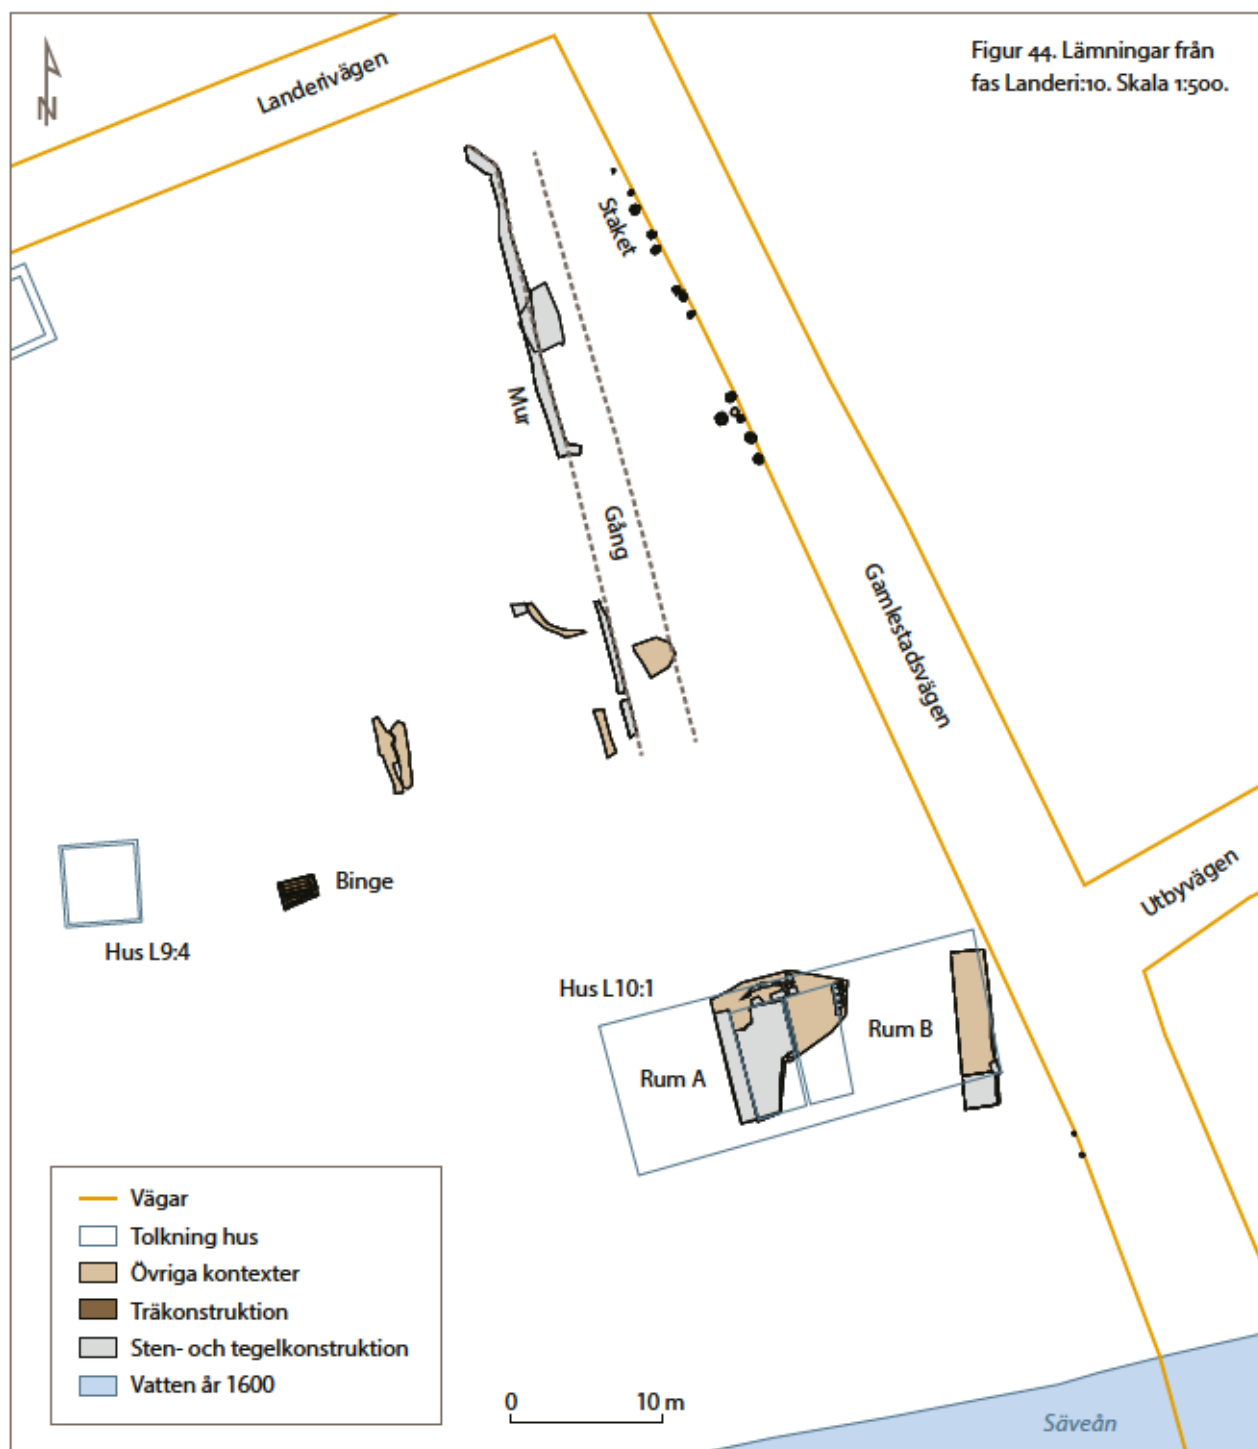 Figur 44. Lämningar från
fas Landeri:10. Skala 1:500.
N
Landerivägen
Staket
Mur
Gång
Gamlestadsvägen
Utbyvägen
Binge
Hus L9:4
Hus L10:1
Rum B
Rum A
Vägar
Tolkning hus
Övriga kontexter
Träkonstruktion
Sten- och tegelkonstruktion
Vatten år 1600
0 10 m
Säveån